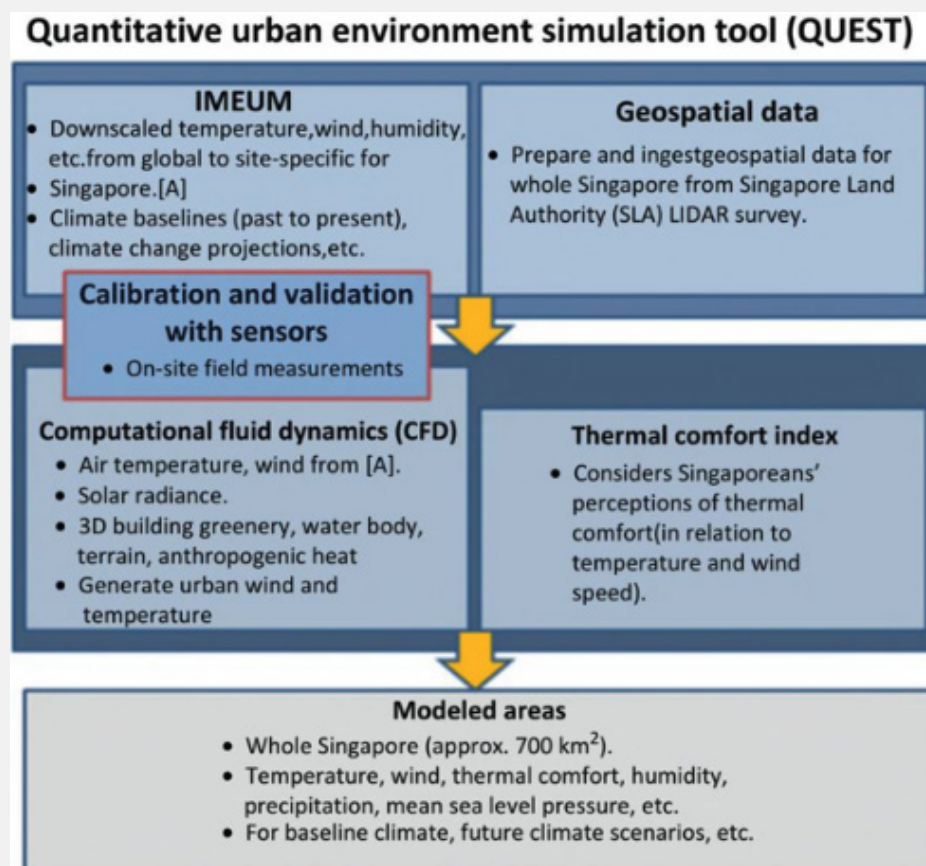 Quantitative urban environment simulation tool (QUEST)
IMEUM
• Downscaled temperature,wind,humidity,
etc.from global to site-specific for
• Singapore.[A]
• Climate baselines (past to present),
climate change projections,etc.
Geospatial data
• Prepare and ingestgeospatial data for
whole Singapore from Singapore Land
Authority (SLA) LIDAR survey.
Calibration and validation
with sensors
• On-site field measurements
Computational fluid dynamics (CFD)
• Air temperature, wind from [A].
• Solar radiance.
• 3D building greenery, water body,
terrain, anthropogenic heat
• Generate urban wind and
temperature
Thermal comfort index
• Considers Singaporeans’
perceptions of thermal
comfort(in relation to
temperature and wind
speed).
Modeled areas
• Whole Singapore (approx. 700 km²).
• Temperature, wind, thermal comfort, humidity,
precipitation, mean sea level pressure, etc.
• For baseline climate, future climate scenarios, etc.